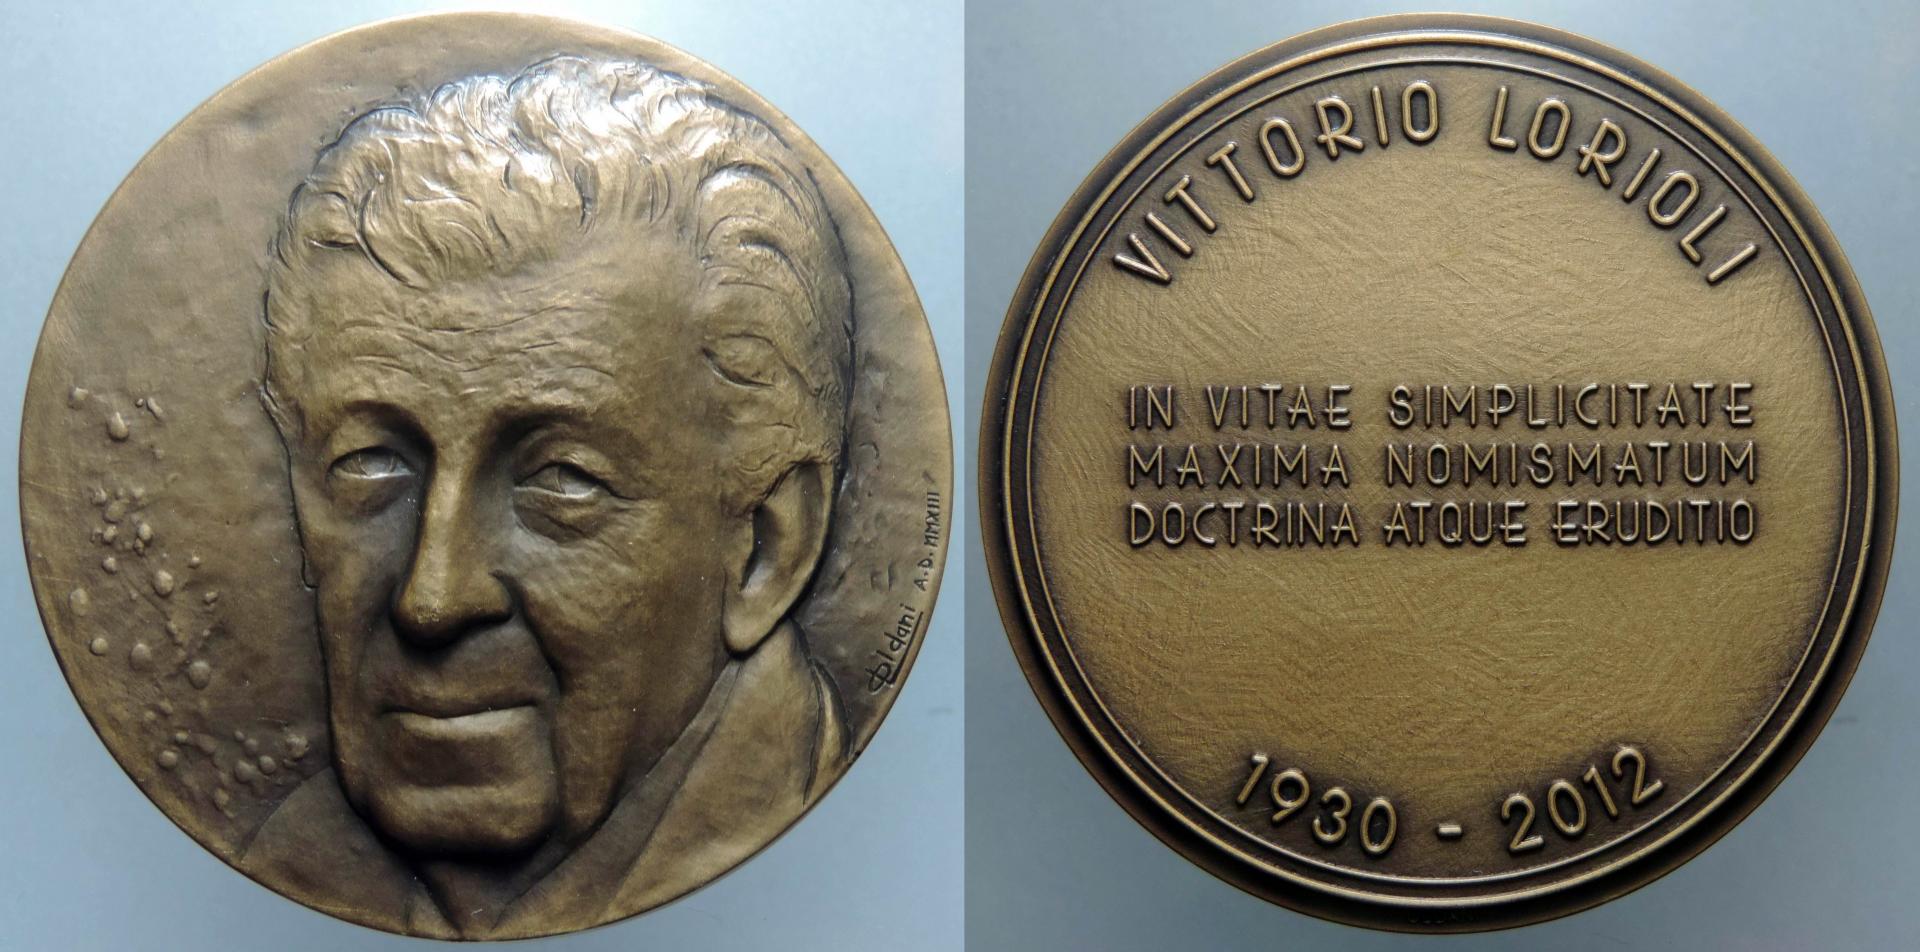 Oldani A.D. MMXIII
VITTORIO LORIOLI
IN VITAE SIMPLICITATE
MAXIMA NOMISMATUM
DOCTRINA ATQUE ERUDITIO
1930 - 2012